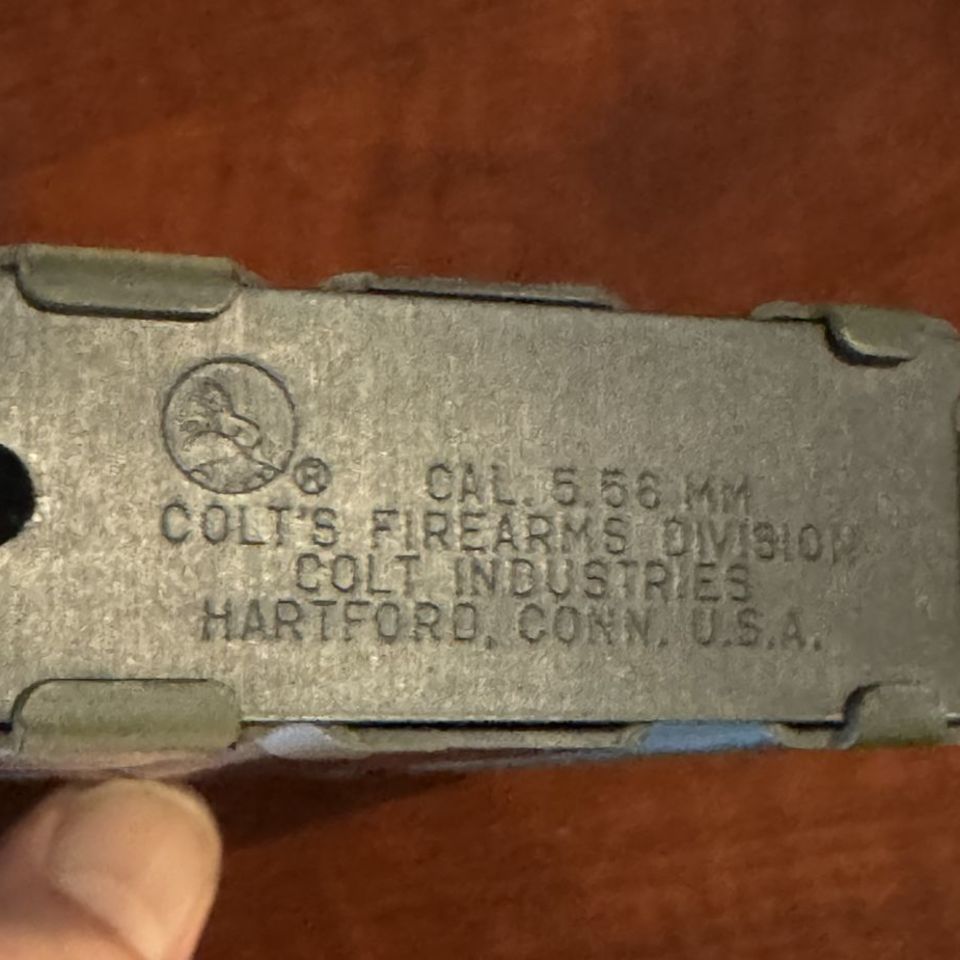 ®
CAL. 5.56 MM
COLT'S FIREARMS DIVISION
COLT INDUSTRIES
HARTFORD, CONN. U.S.A.